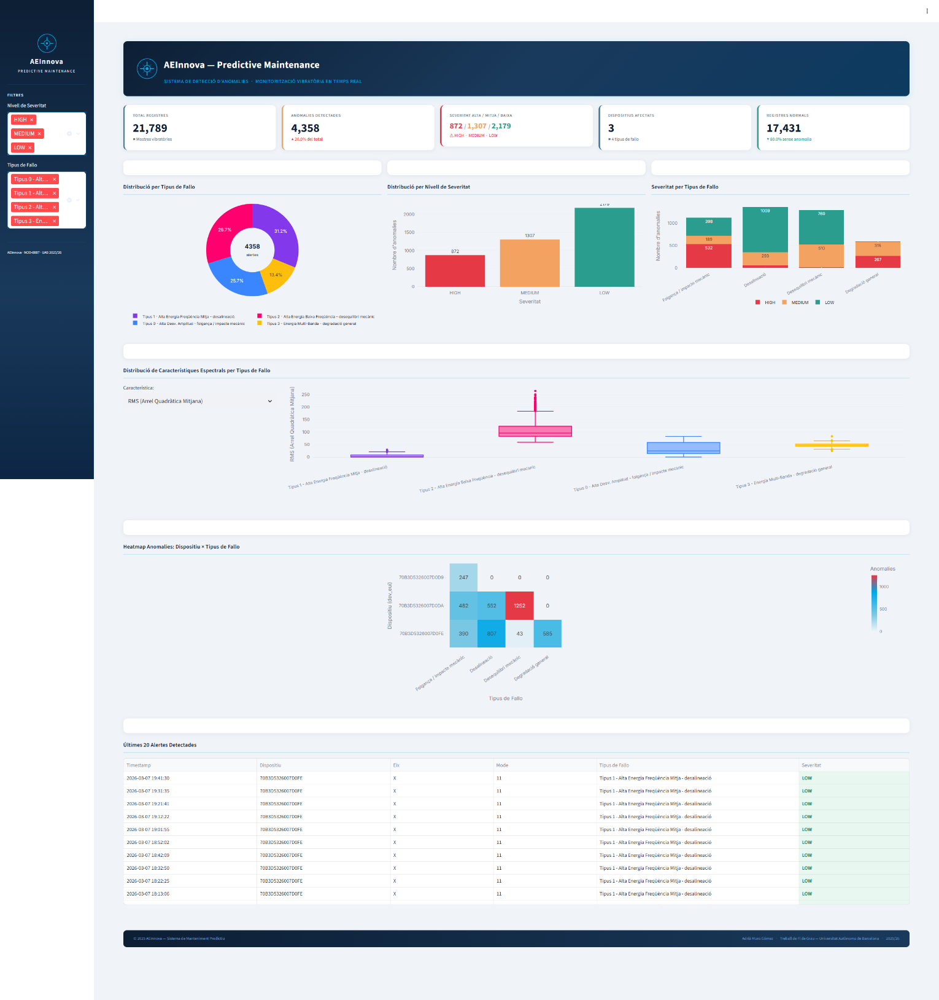 AEInnova
PREDICTIVE MAINTENANCE
FILTRES
Nivell de Severitat
HIGH ×
MEDIUM ×
LOW ×
Tipus de Fallo
Tipus 0 - Alt... ×
Tipus 1 - Alt... ×
Tipus 2 - Alt... ×
Tipus 3 - En... ×
AEInnova · NOD-0007 · UAB 2025/26
AEInnova — Predictive Maintenance
SISTEMA DE DETECCIÓ D'ANOMALIES · MONITORITZACIÓ VIBRATÒRIA EN TEMPS REAL
TOTAL REGISTRES
21,789
Mostres vibratòries
ANOMALIES DETECTADES
4,358
▲ 20.0% del total
SEVERITAT ALTA / MITJA / BAIXA
872 / 1,307 / 2,179
⚠ HIGH · MEDIUM · LOW
DISPOSITIUS AFECTATS
3
4 tipus de fallo
REGISTRES NORMALS
17,431
▼ 80.0% sense anomalia
Distribució per Tipus de Fallo
31.2%
29.7%
25.7%
13.4%
4358
alertes
Tipus 1 - Alta Energia Freqüència Mitja - desalineació
Tipus 2 - Alta Energia Baixa Freqüència - desequilibri mecànic
Tipus 0 - Alta Desv. Amplitud - folgança / impacte mecànic
Tipus 3 - Energia Multi-Banda - degradació general
Distribució per Nivell de Severitat
Nombre d'anomalies
2000
1500
1000
500
0
872
1307
2179
HIGH
MEDIUM
LOW
Severitat
Severitat per Tipus de Fallo
Nombre d'anomalies
1000
500
0
398
189
532
1009
293
769
510
315
267
Folgança / impacte mecànic
Desalineació
Desequilibri mecànic
Degradació general
HIGH MEDIUM LOW
Distribució de Característiques Espectrals per Tipus de Fallo
Característica:
RMS (Arrel Quadràtica Mitjana)
RMS (Arrel Quadràtica Mitjana)
250
200
150
100
50
0
Tipus 1 - Alta Energia Freqüència Mitja - desalineació
Tipus 2 - Alta Energia Baixa Freqüència - desequilibri mecànic
Tipus 0 - Alta Desv. Amplitud - folgança / impacte mecànic
Tipus 3 - Energia Multi-Banda - degradació general
Heatmap Anomalies: Dispositiu × Tipus de Fallo
Dispositiu (dev_eui)
70B3D5326007D0D9 247 0 0 0
70B3D5326007D0DA 482 552 1252 0
70B3D5326007D0FE 390 807 43 585
Folgança / impacte mecànic
Desalineació
Desequilibri mecànic
Degradació general
Tipus de Fallo
Anomalies
1000
500
0
Últimes 20 Alertes Detectades
Timestamp Dispositiu Eix Mode Tipus de Fallo Severitat
2026-03-07 19:41:30 70B3D5326007D0FE X 11 Tipus 1 - Alta Energia Freqüència Mitja - desalineació LOW
2026-03-07 19:31:35 70B3D5326007D0FE X 11 Tipus 1 - Alta Energia Freqüència Mitja - desalineació LOW
2026-03-07 19:21:41 70B3D5326007D0FE X 11 Tipus 1 - Alta Energia Freqüència Mitja - desalineació LOW
2026-03-07 19:12:22 70B3D5326007D0FE X 11 Tipus 1 - Alta Energia Freqüència Mitja - desalineació LOW
2026-03-07 19:01:55 70B3D5326007D0FE X 11 Tipus 1 - Alta Energia Freqüència Mitja - desalineació LOW
2026-03-07 18:52:02 70B3D5326007D0FE X 11 Tipus 1 - Alta Energia Freqüència Mitja - desalineació LOW
2026-03-07 18:42:09 70B3D5326007D0FE X 11 Tipus 1 - Alta Energia Freqüència Mitja - desalineació LOW
2026-03-07 18:32:50 70B3D5326007D0FE X 11 Tipus 1 - Alta Energia Freqüència Mitja - desalineació LOW
2026-03-07 18:22:25 70B3D5326007D0FE X 11 Tipus 1 - Alta Energia Freqüència Mitja - desalineació LOW
2026-03-07 18:13:06 70B3D5326007D0FE X 11 Tipus 1 - Alta Energia Freqüència Mitja - desalineació LOW
© 2025 AEInnova — Sistema de Manteniment Predictiu
Adrià Muro Gómez · Treball de Fi de Grau — Universitat Autònoma de Barcelona · 2025/26